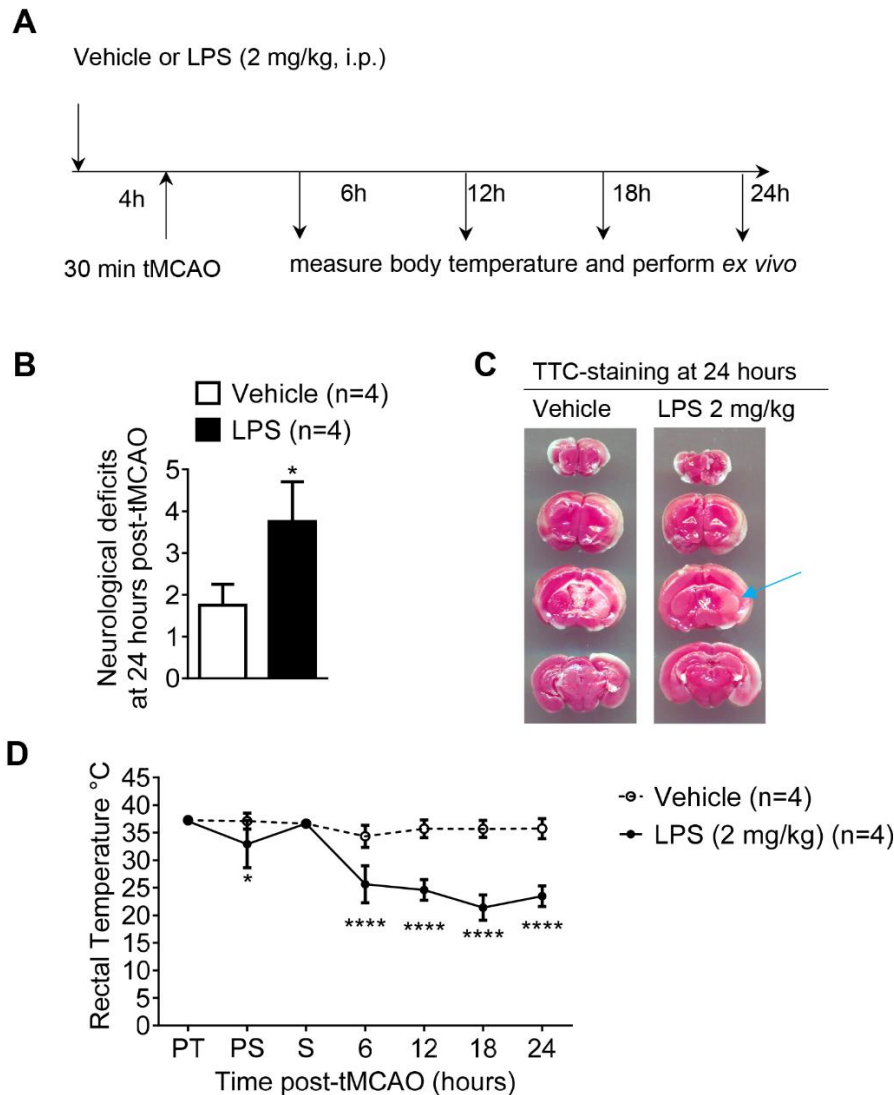 A
Vehicle or LPS (2 mg/kg, i.p.)
4h
6h
12h
18h
24h
30 min tMCAO
measure body temperature and perform ex vivo
B
Vehicle (n=4)
LPS (n=4)
Neurological deficits
at 24 hours post-tMCAO
5
4
3
2
1
0
*
C
TTC-staining at 24 hours
Vehicle
LPS 2 mg/kg
D
Rectal Temperature °C
45
40
35
30
25
20
15
10
5
0
*
****
****
****
****
PT
PS
S
6
12
18
24
Time post-tMCAO (hours)
Vehicle (n=4)
LPS (2 mg/kg) (n=4)